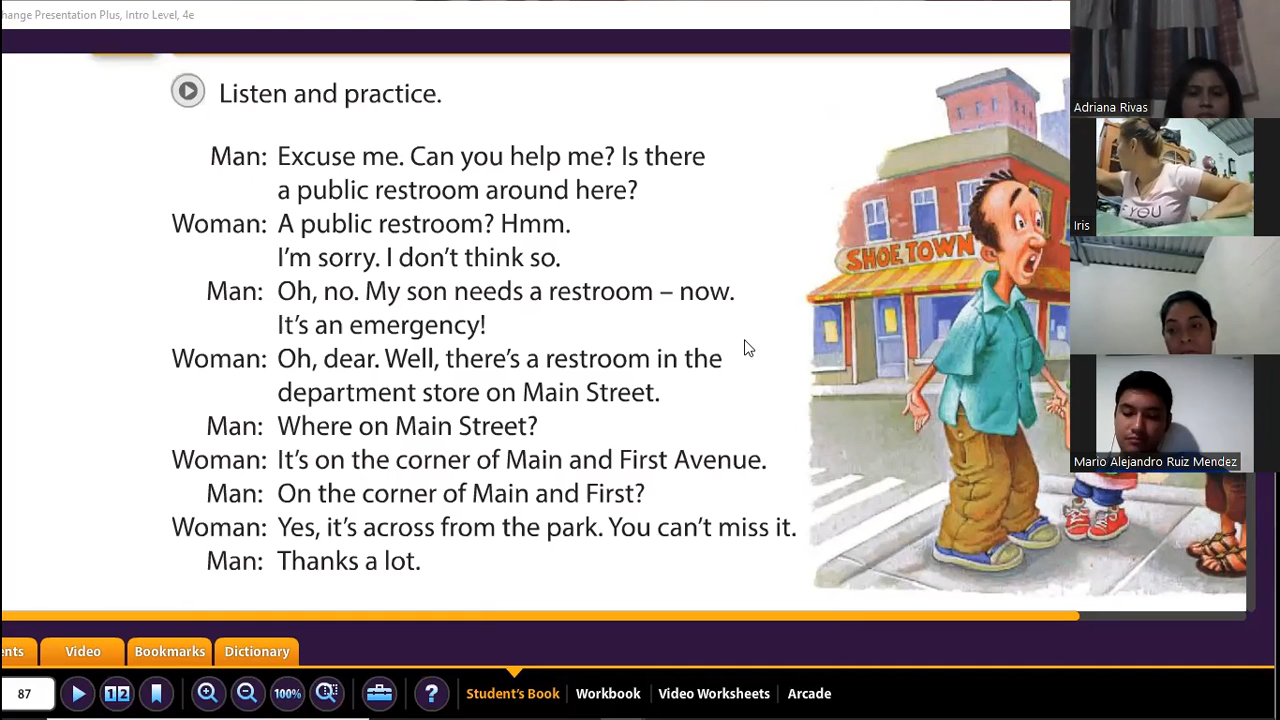 hange Presentation Plus, Intro Level, 4e
Listen and practice.
Man: Excuse me. Can you help me? Is there
a public restroom around here?
Woman: A public restroom? Hmm.
I'm sorry. I don't think so.
Man: Oh, no. My son needs a restroom – now.
It's an emergency!
Woman: Oh, dear. Well, there's a restroom in the
department store on Main Street.
Man: Where on Main Street?
Woman: It's on the corner of Main and First Avenue.
Man: On the corner of Main and First?
Woman: Yes, it's across from the park. You can't miss it.
Man: Thanks a lot.
SHOE TOWN
Adriana Rivas
Iris
Mario Alejandro Ruiz Mendez
ents Video Bookmarks Dictionary
87 1 2 100% ? Student's Book Workbook Video Worksheets Arcade